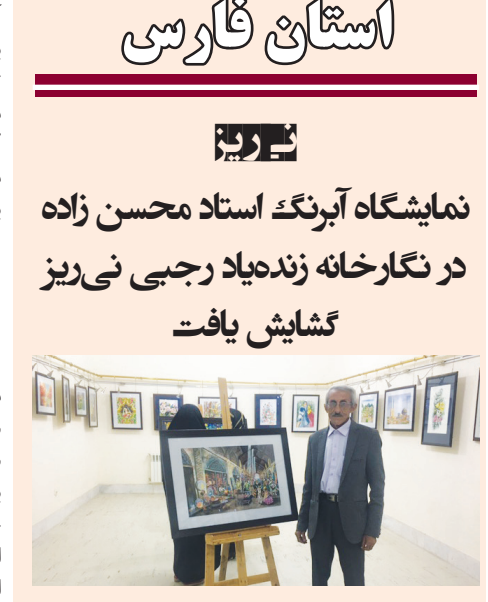 استان فارس
نی‌ریز
نمایشگاه آبرنگ استاد محسن زاده
در نگارخانه زنده‌یاد رجبی نی‌ریز
گشایش یافت